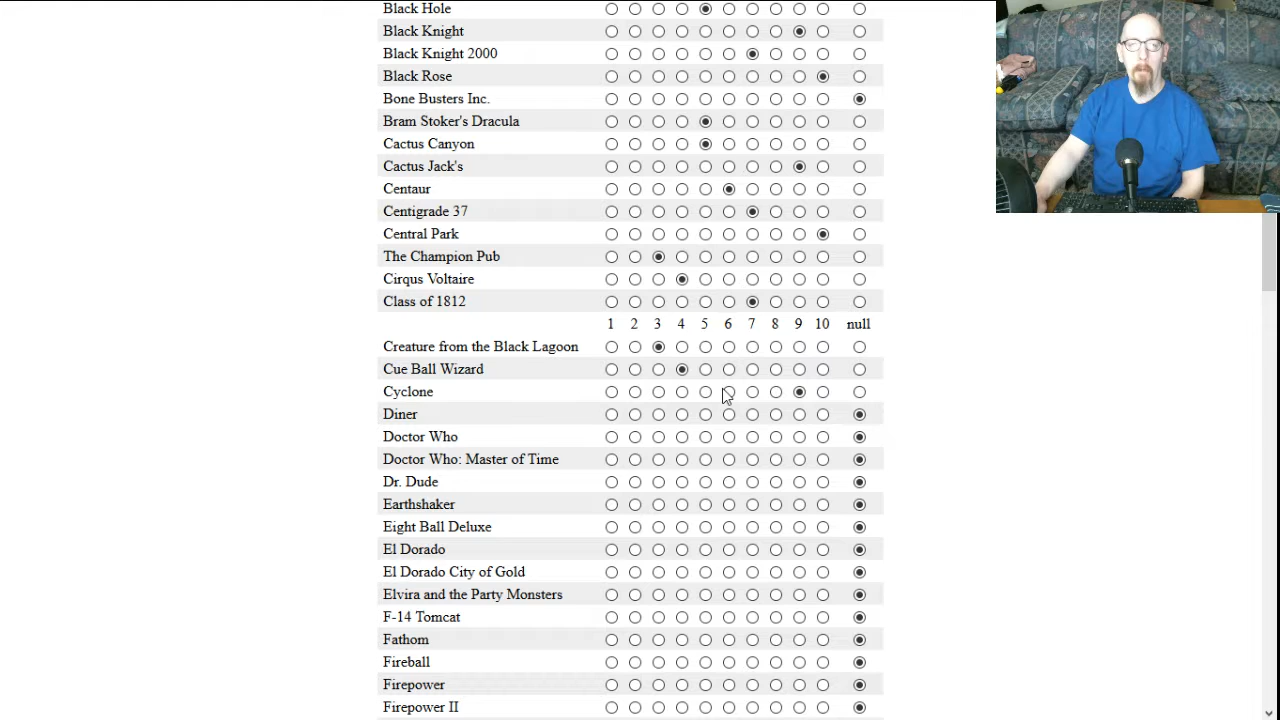 Black Hole
Black Knight
Black Knight 2000
Black Rose
Bone Busters Inc.
Bram Stoker's Dracula
Cactus Canyon
Cactus Jack's
Centaur
Centigrade 37
Central Park
The Champion Pub
Cirqus Voltaire
Class of 1812
1 2 3 4 5 6 7 8 9 10 null
Creature from the Black Lagoon
Cue Ball Wizard
Cyclone
Diner
Doctor Who
Doctor Who: Master of Time
Dr. Dude
Earthshaker
Eight Ball Deluxe
El Dorado
El Dorado City of Gold
Elvira and the Party Monsters
F-14 Tomcat
Fathom
Fireball
Firepower
Firepower II